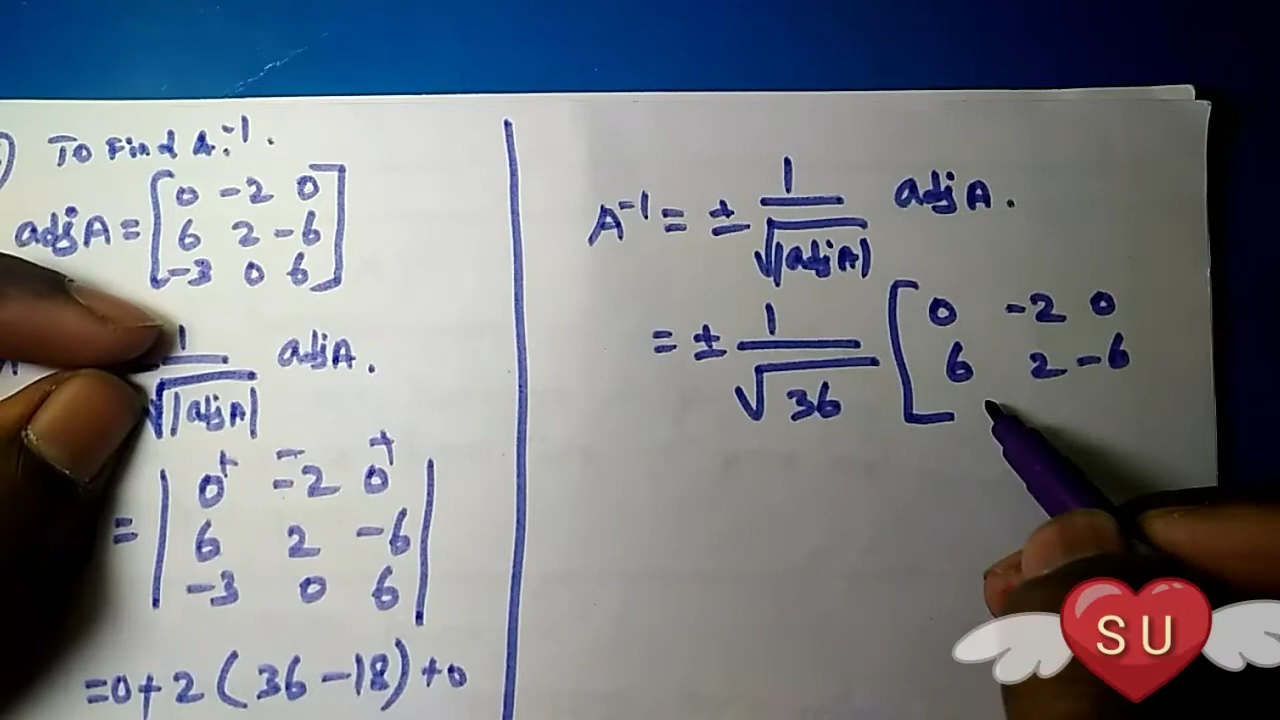 To Find A⁻¹.
adj A = [ 0 -2 0
6 2 -6
-3 0 6 ]
1/√|adj A| adj A.
= | 0⁺ ⁻-2 0⁺
6 2 -6
-3 0 6 |
= 0 + 2 (36 - 18) + 0
A⁻¹ = ± 1/√|adj A| adj A.
= ± 1/√36 [ 0 -2 0
6 2 -6
S U